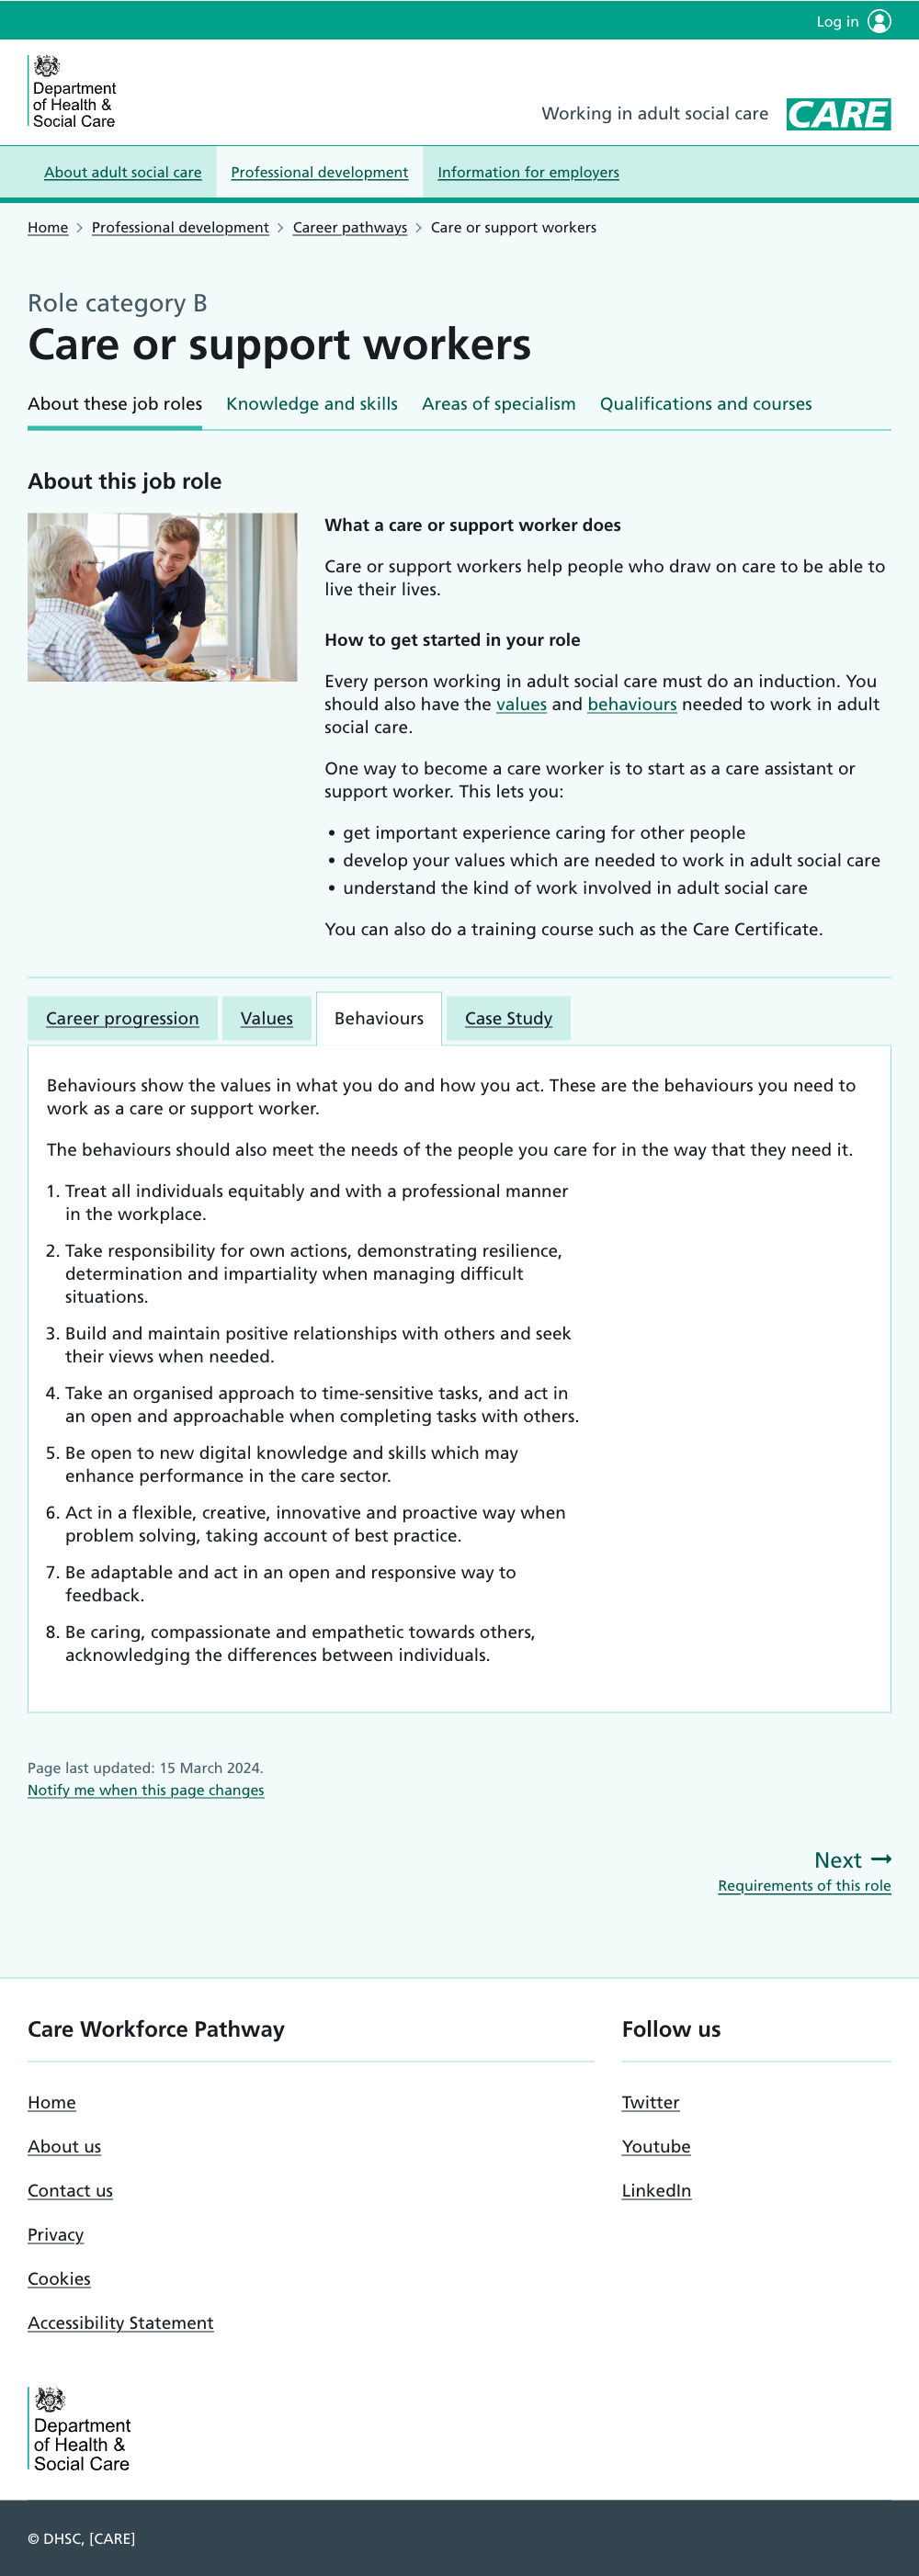 Log in
Department
of Health &
Social Care
Working in adult social care
CARE
About adult social care
Professional development
Information for employers
Home
Professional development
Career pathways
Care or support workers
Role category B
Care or support workers
About these job roles
Knowledge and skills
Areas of specialism
Qualifications and courses
About this job role
What a care or support worker does
Care or support workers help people who draw on care to be able to
live their lives.
How to get started in your role
Every person working in adult social care must do an induction. You
should also have the values and behaviours needed to work in adult
social care.
One way to become a care worker is to start as a care assistant or
support worker. This lets you:
• get important experience caring for other people
• develop your values which are needed to work in adult social care
• understand the kind of work involved in adult social care
You can also do a training course such as the Care Certificate.
Career progression
Values
Behaviours
Case Study
Behaviours show the values in what you do and how you act. These are the behaviours you need to
work as a care or support worker.
The behaviours should also meet the needs of the people you care for in the way that they need it.
1. Treat all individuals equitably and with a professional manner
in the workplace.
2. Take responsibility for own actions, demonstrating resilience,
determination and impartiality when managing difficult
situations.
3. Build and maintain positive relationships with others and seek
their views when needed.
4. Take an organised approach to time-sensitive tasks, and act in
an open and approachable when completing tasks with others.
5. Be open to new digital knowledge and skills which may
enhance performance in the care sector.
6. Act in a flexible, creative, innovative and proactive way when
problem solving, taking account of best practice.
7. Be adaptable and act in an open and responsive way to
feedback.
8. Be caring, compassionate and empathetic towards others,
acknowledging the differences between individuals.
Page last updated: 15 March 2024.
Notify me when this page changes
Next
Requirements of this role
Care Workforce Pathway
Home
About us
Contact us
Privacy
Cookies
Accessibility Statement
Follow us
Twitter
Youtube
LinkedIn
Department
of Health &
Social Care
© DHSC, [CARE]